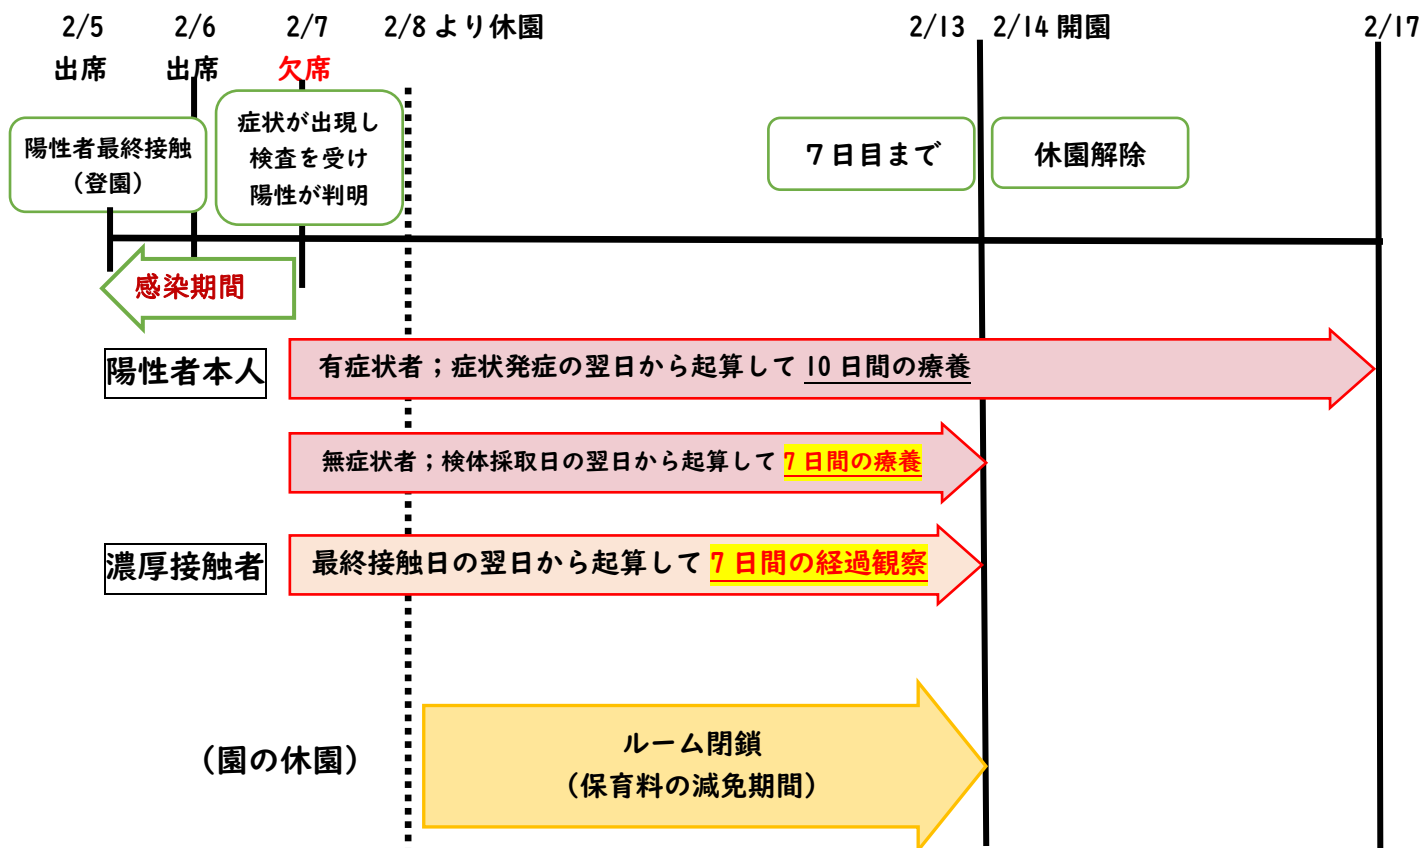 2/5 2/6 2/7 2/8より休園 2/13 2/14開園 2/17
出席 出席 欠席
陽性者最終接触
（登園）
症状が出現し
検査を受け
陽性が判明
７日目まで
休園解除
感染期間
陽性者本人
有症状者；症状発症の翌日から起算して 10日間の療養
無症状者；検体採取日の翌日から起算して 7日間の療養
濃厚接触者
最終接触日の翌日から起算して 7日間の経過観察
（園の休園）
ルーム閉鎖
（保育料の減免期間）